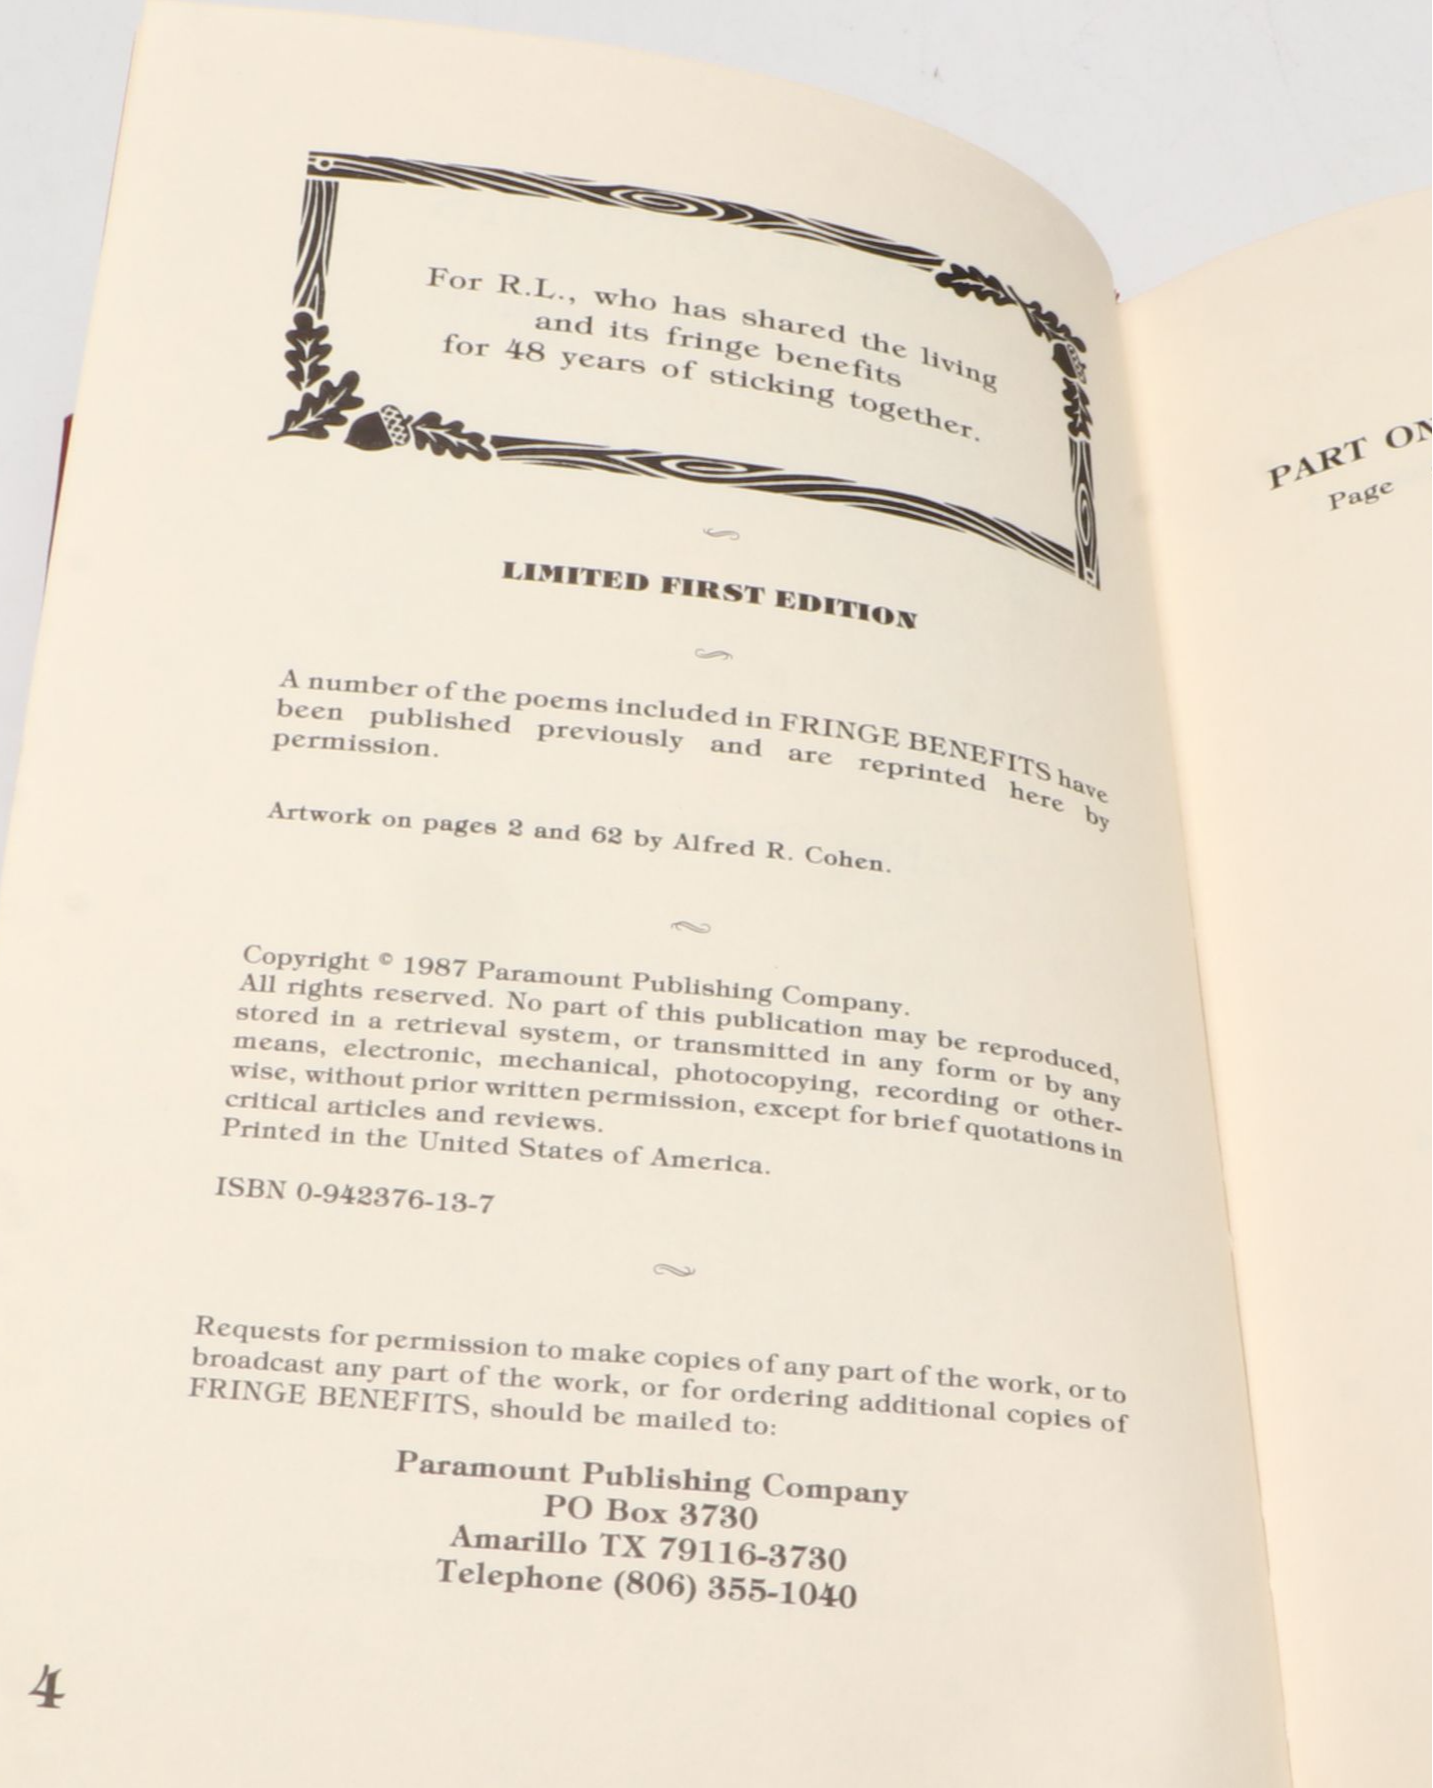 For R.L., who has shared the living
and its fringe benefits
for 48 years of sticking together.
LIMITED FIRST EDITION
A number of the poems included in FRINGE BENEFITS have
been published previously and are reprinted here by
permission.
Artwork on pages 2 and 62 by Alfred R. Cohen.
Copyright © 1987 Paramount Publishing Company.
All rights reserved. No part of this publication may be reproduced,
stored in a retrieval system, or transmitted in any form or by any
means, electronic, mechanical, photocopying, recording or other-
wise, without prior written permission, except for brief quotations in
critical articles and reviews.
Printed in the United States of America.
ISBN 0-942376-13-7
Requests for permission to make copies of any part of the work, or to
broadcast any part of the work, or for ordering additional copies of
FRINGE BENEFITS, should be mailed to:
Paramount Publishing Company
PO Box 3730
Amarillo TX 79116-3730
Telephone (806) 355-1040
4
PART
Page